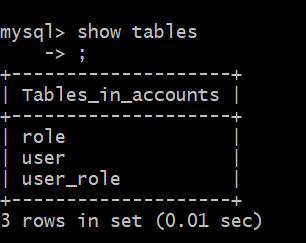 mysql> show tables
    -> ;
+--------------------+
| Tables_in_accounts |
+--------------------+
| role               |
| user               |
| user_role          |
+--------------------+
3 rows in set (0.01 sec)